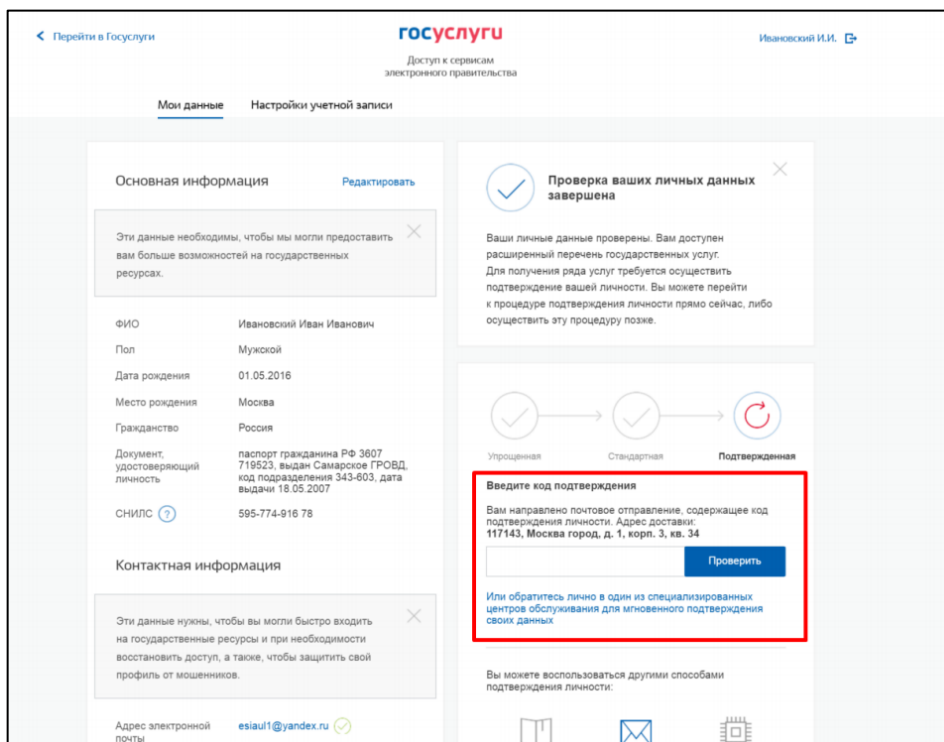 Перейти в Госуслуги
госуслуги
Ивановский И.И.
Доступ к сервисам
электронного правительства
Мои данные
Настройки учетной записи
Основная информация
Редактировать
Эти данные необходимы, чтобы мы могли предоставить
вам больше возможностей на государственных
ресурсах.
ФИО
Ивановский Иван Иванович
Пол
Мужской
Дата рождения
01.05.2016
Место рождения
Москва
Гражданство
Россия
Документ,
удостоверяющий
личность
паспорт гражданина РФ 3607
719523, выдан Самарское ГРОВД,
код подразделения 343-603, дата
выдачи 18.05.2007
СНИЛС ?
595-774-916 78
Контактная информация
Эти данные нужны, чтобы вы могли быстро входить
на государственные ресурсы и при необходимости
восстановить доступ, а также, чтобы защитить свой
профиль от мошенников.
Адрес электронной
почты
esiaul1@yandex.ru
Проверка ваших личных данных
завершена
Ваши личные данные проверены. Вам доступен
расширенный перечень государственных услуг.
Для получения ряда услуг требуется осуществить
подтверждение вашей личности. Вы можете перейти
к процедуре подтверждения личности прямо сейчас, либо
осуществить эту процедуру позже.
Упрощенная
Стандартная
Подтвержденная
Введите код подтверждения
Вам направлено почтовое отправление, содержащее код
подтверждения личности. Адрес доставки:
117143, Москва город, д. 1, корп. 3, кв. 34
Проверить
Или обратитесь лично в один из специализированных
центров обслуживания для мгновенного подтверждения
своих данных
Вы можете воспользоваться другими способами
подтверждения личности: